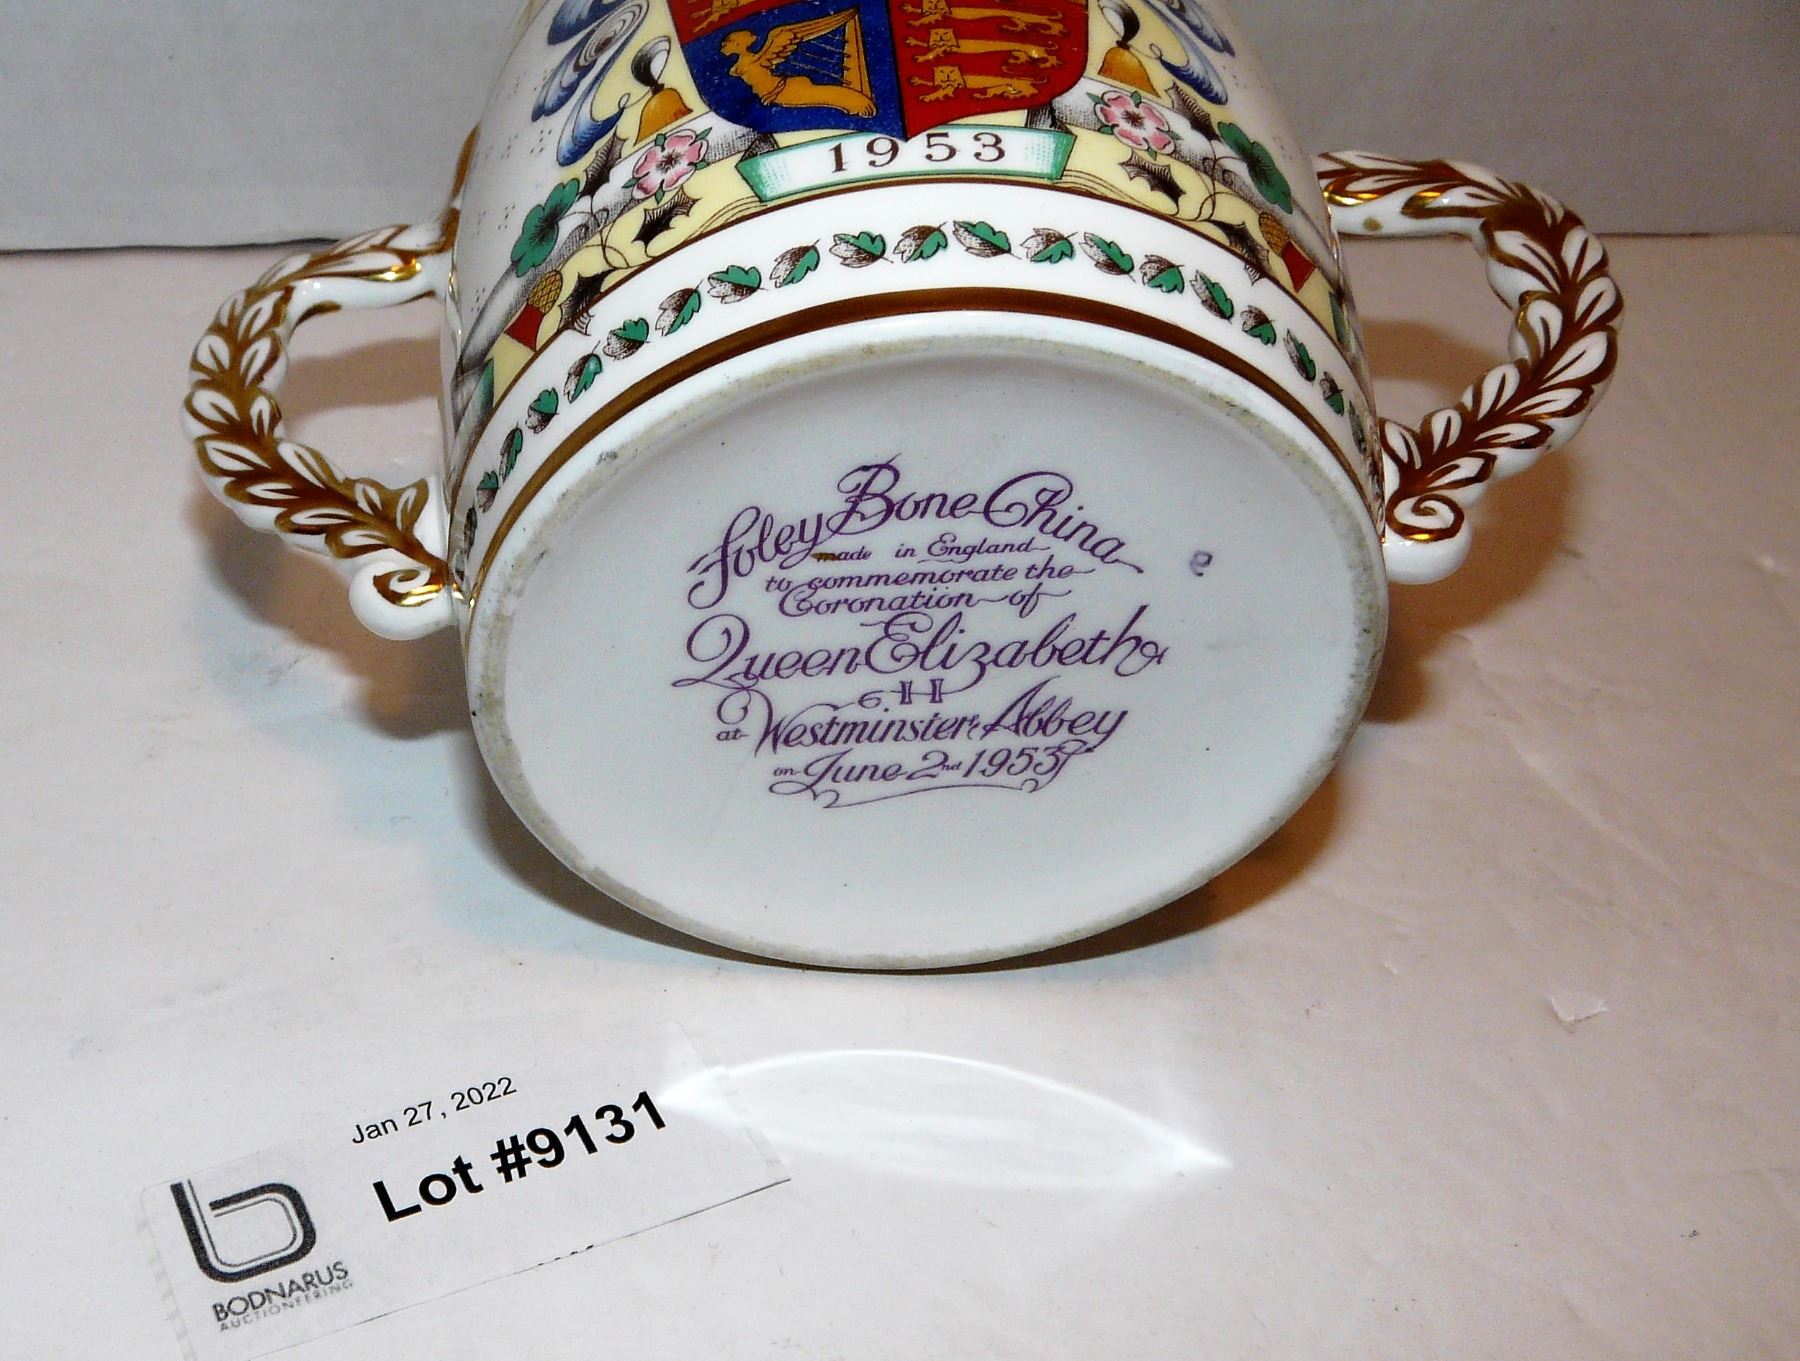 1953
Foley Bone China
made in England
to commemorate the
Coronation of
Queen Elizabeth
II
at Westminster Abbey
on June 2nd 1953
e
Jan 27, 2022
Lot #9131
b
BODNARUS
AUCTIONEERING